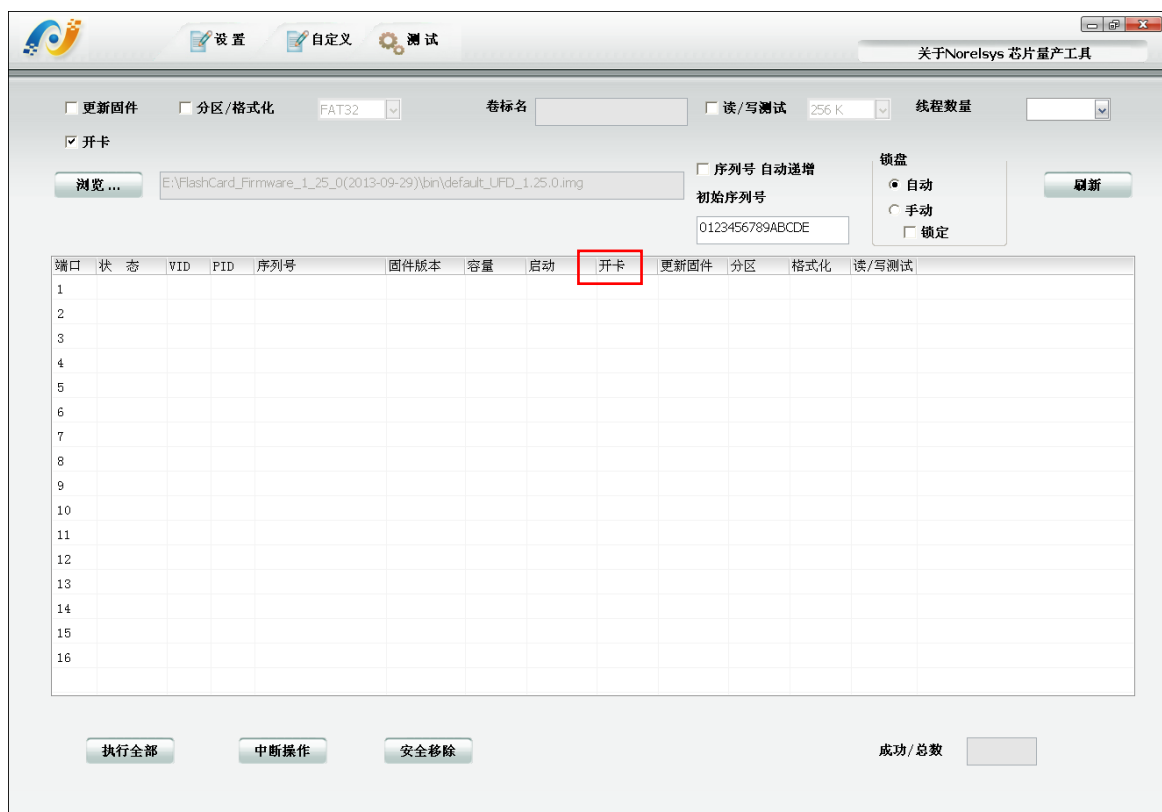 设置 自定义 测试
关于Norelsys 芯片量产工具
更新固件 分区/格式化 FAT32 卷标名 读/写测试 256 K 线程数量
开卡
浏览 ... E:\FlashCard_Firmware_1_25_0(2013-09-29)\bin\default_UFD_1.25.0.img
序列号 自动递增
初始序列号
0123456789ABCDE
锁盘
自动
手动
锁定
刷新
端口 状 态 VID PID 序列号 固件版本 容量 启动 开卡 更新固件 分区 格式化 读/写测试
1
2
3
4
5
6
7
8
9
10
11
12
13
14
15
16
执行全部 中断操作 安全移除 成功/总数